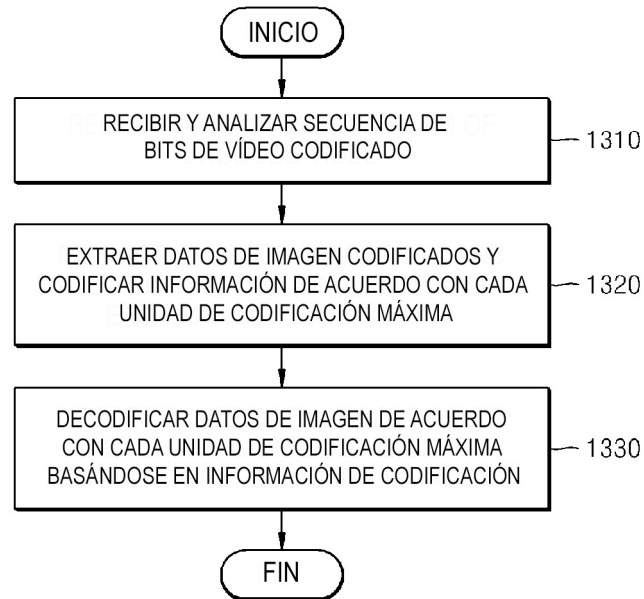 INICIO
RECIBIR Y ANALIZAR SECUENCIA DE
BITS DE VÍDEO CODIFICADO
1310
EXTRAER DATOS DE IMAGEN CODIFICADOS Y
CODIFICAR INFORMACIÓN DE ACUERDO CON CADA
UNIDAD DE CODIFICACIÓN MÁXIMA
1320
DECODIFICAR DATOS DE IMAGEN DE ACUERDO
CON CADA UNIDAD DE CODIFICACIÓN MÁXIMA
BASÁNDOSE EN INFORMACIÓN DE CODIFICACIÓN
1330
FIN